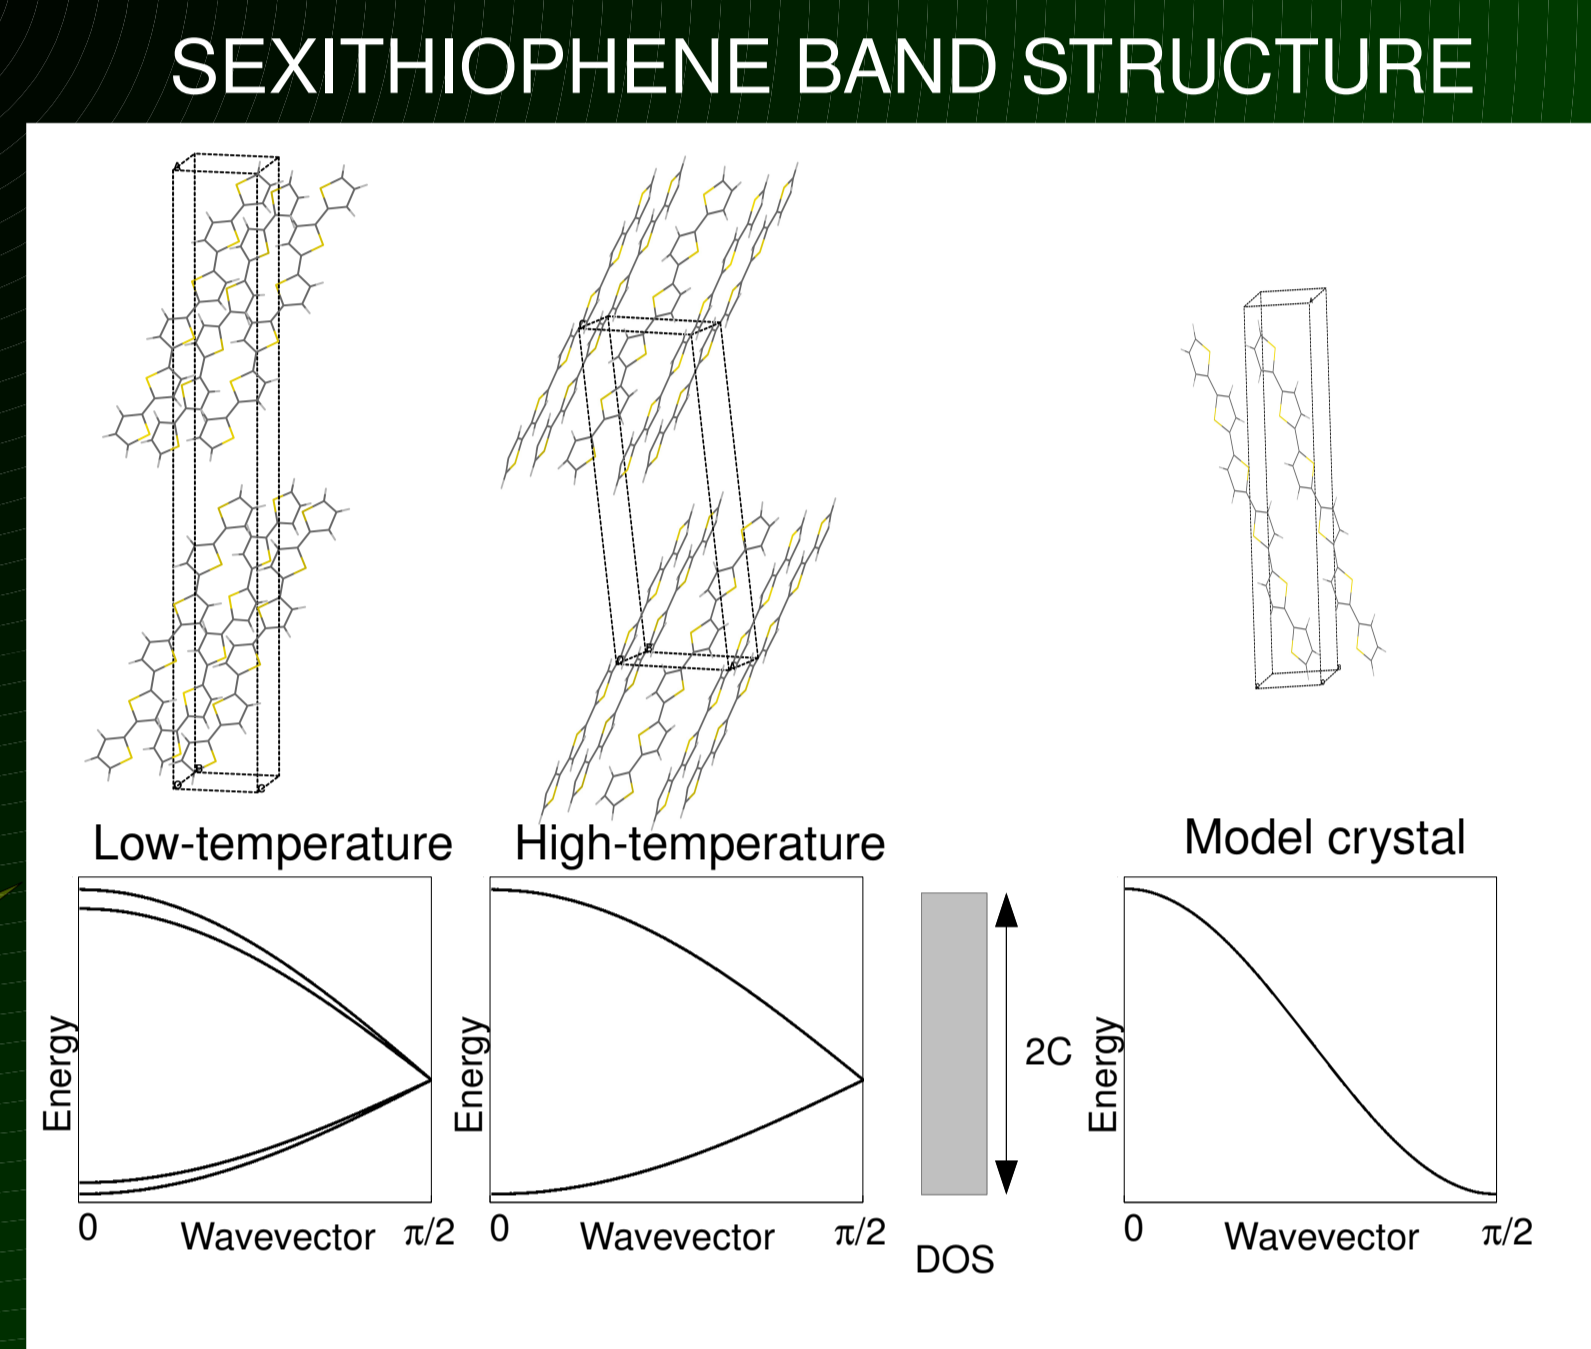 SEXITHIOPHENE BAND STRUCTURE
Low-temperature
High-temperature
Model crystal
Energy
Energy
2C
Energy
0
Wavevector
π/2
0
Wavevector
π/2
DOS
0
Wavevector
π/2